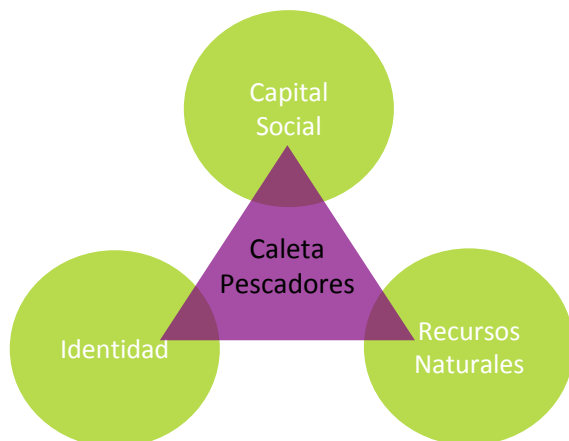 Capital
Social
Caleta
Pescadores
Identidad
Recursos
Naturales